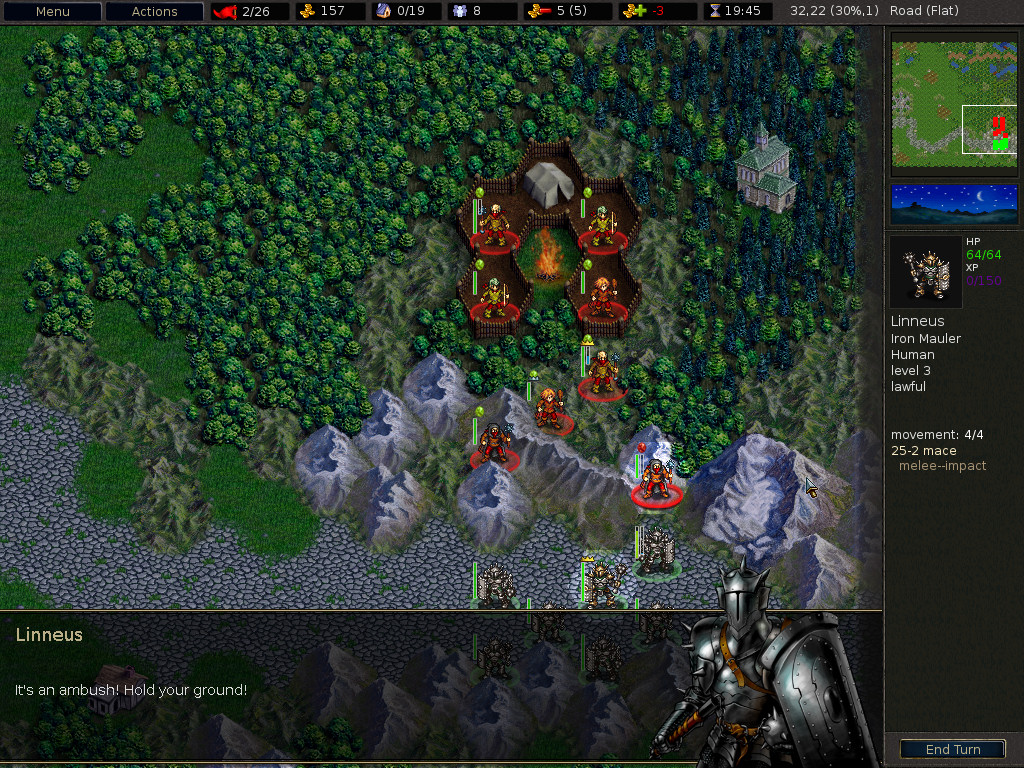 Menu
Actions
2/26
157
0/19
8
5 (5)
-3
19:45
32,22 (30%,1)
Road (Flat)
HP
64/64
XP
0/150
Linneus
Iron Mauler
Human
level 3
lawful
movement: 4/4
25-2 mace
melee--impact
Linneus
It's an ambush! Hold your ground!
End Turn